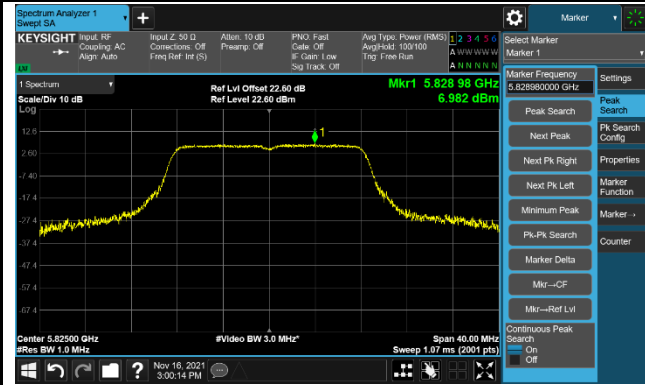 Spectrum Analyzer 1
Swept SA
Marker
KEYSIGHT
Input: RF
Coupling: AC
Align: Auto
Input Z: 50 Ω
Corrections: Off
Freq Ref: Int (S)
Atten: 10 dB
Preamp: Off
PNO: Fast
Gate: Off
IF Gain: Low
Sig Track: Off
Avg Type: Power (RMS)
Avg|Hold: 100/100
Trig: Free Run
1 2 3 4 5 6
A W W W W W
A N N N N N
Select Marker
Marker 1
LXI
1 Spectrum
Scale/Div 10 dB
Log
Ref Lvl Offset 22.60 dB
Ref Level 22.60 dBm
Mkr1 5.828 98 GHz
6.982 dBm
12.6
2.60
-7.40
-17.4
-27.4
-37.4
-47.4
-57.4
-67.4
1
Center 5.82500 GHz
#Res BW 1.0 MHz
#Video BW 3.0 MHz*
Span 40.00 MHz
Sweep 1.07 ms (2001 pts)
Marker Frequency
5.828980000 GHz
Peak Search
Next Peak
Next Pk Right
Next Pk Left
Minimum Peak
Pk-Pk Search
Marker Delta
Mkr→CF
Mkr→Ref Lvl
Continuous Peak
Search
On
Off
Settings
Peak
Search
Pk Search
Config
Properties
Marker
Function
Marker→
Counter
?
Nov 16, 2021
3:00:14 PM